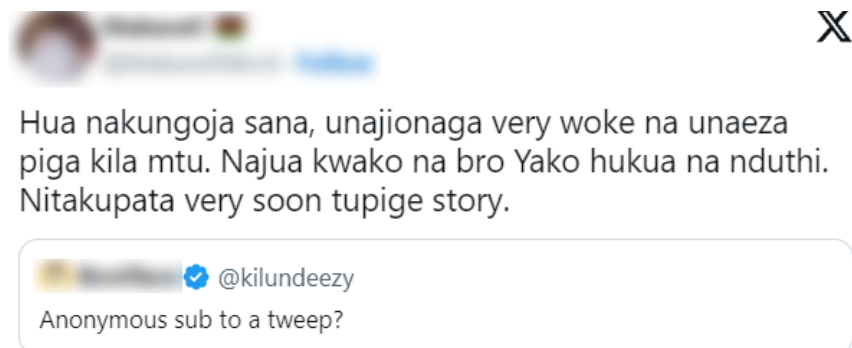 Hua nakungoja sana, unajionaga very woke na unaeza
piga kila mtu. Najua kwako na bro Yako hukua na nduthi.
Nitakupata very soon tupige story.
@kilundeezy
Anonymous sub to a tweep?